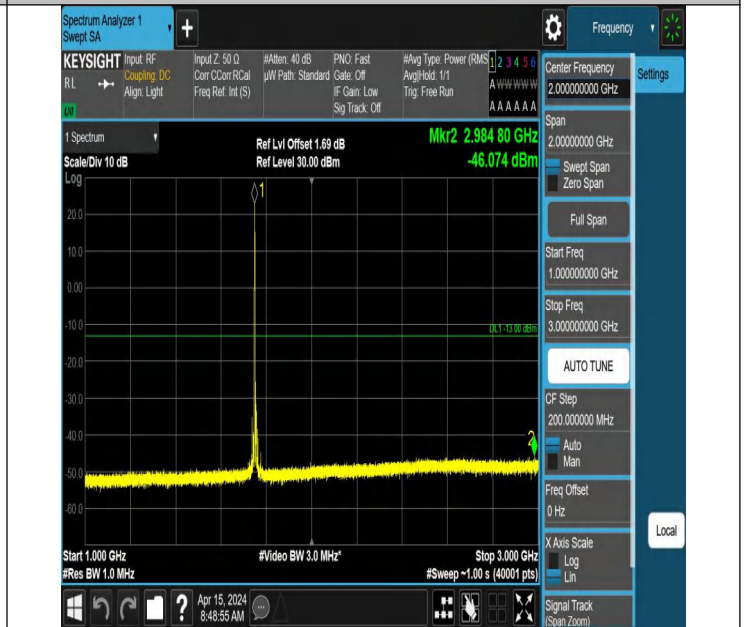 Spectrum Analyzer 1
Swept SA
+
Frequency
KEYSIGHT
RL
Input: RF
Coupling: DC
Align: Light
Input Z: 50 Ω
Corr CCorr RCal
Freq Ref: Int (S)
#Atten: 40 dB
µW Path: Standard
PNO: Fast
Gate: Off
IF Gain: Low
Sig Track: Off
#Avg Type: Power (RMS
Avg|Hold: 1/1
Trig: Free Run
1 2 3 4 5 6
A W W W W W
A A A A A A
1 Spectrum
Scale/Div 10 dB
Ref Lvl Offset 1.69 dB
Ref Level 30.00 dBm
Mkr2 2.984 80 GHz
-46.074 dBm
Log
1
20.0
10.0
0.00
-10.0
DL1 -13.00 dBm
-20.0
-30.0
-40.0
2
-50.0
-60.0
Start 1.000 GHz
#Video BW 3.0 MHz*
Stop 3.000 GHz
#Res BW 1.0 MHz
#Sweep ~1.00 s (40001 pts)
?
Apr 15, 2024
8:48:55 AM
Center Frequency
2.000000000 GHz
Settings
Span
2.00000000 GHz
Swept Span
Zero Span
Full Span
Start Freq
1.000000000 GHz
Stop Freq
3.000000000 GHz
AUTO TUNE
CF Step
200.000000 MHz
Auto
Man
Freq Offset
0 Hz
X Axis Scale
Log
Lin
Local
Signal Track
(Span Zoom)